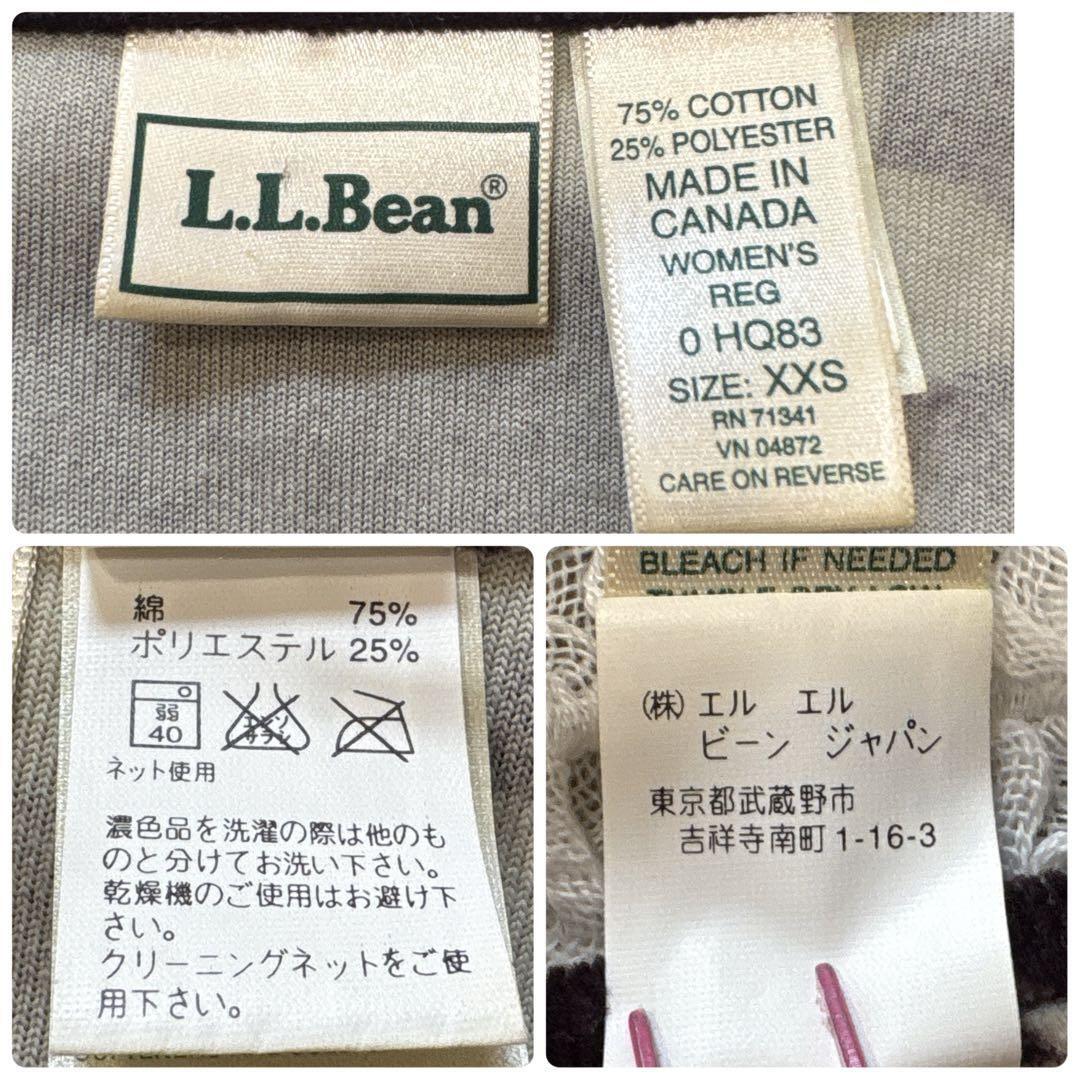 L.L.Bean®
75% COTTON
25% POLYESTER
MADE IN
CANADA
WOMEN'S
REG
0 HQ83
SIZE: XXS
RN 71341
VN 04872
CARE ON REVERSE
綿 75%
ポリエステル 25%
弱
40
エンソ
サラシ
ネット使用
濃色品を洗濯の際は他のも
のと分けてお洗い下さい。
乾燥機のご使用はお避け下
さい。
クリーニングネットをご使
用下さい。
BLEACH IF NEEDED
(株) エル エル
ビーン ジャパン
東京都武蔵野市
吉祥寺南町 1-16-3